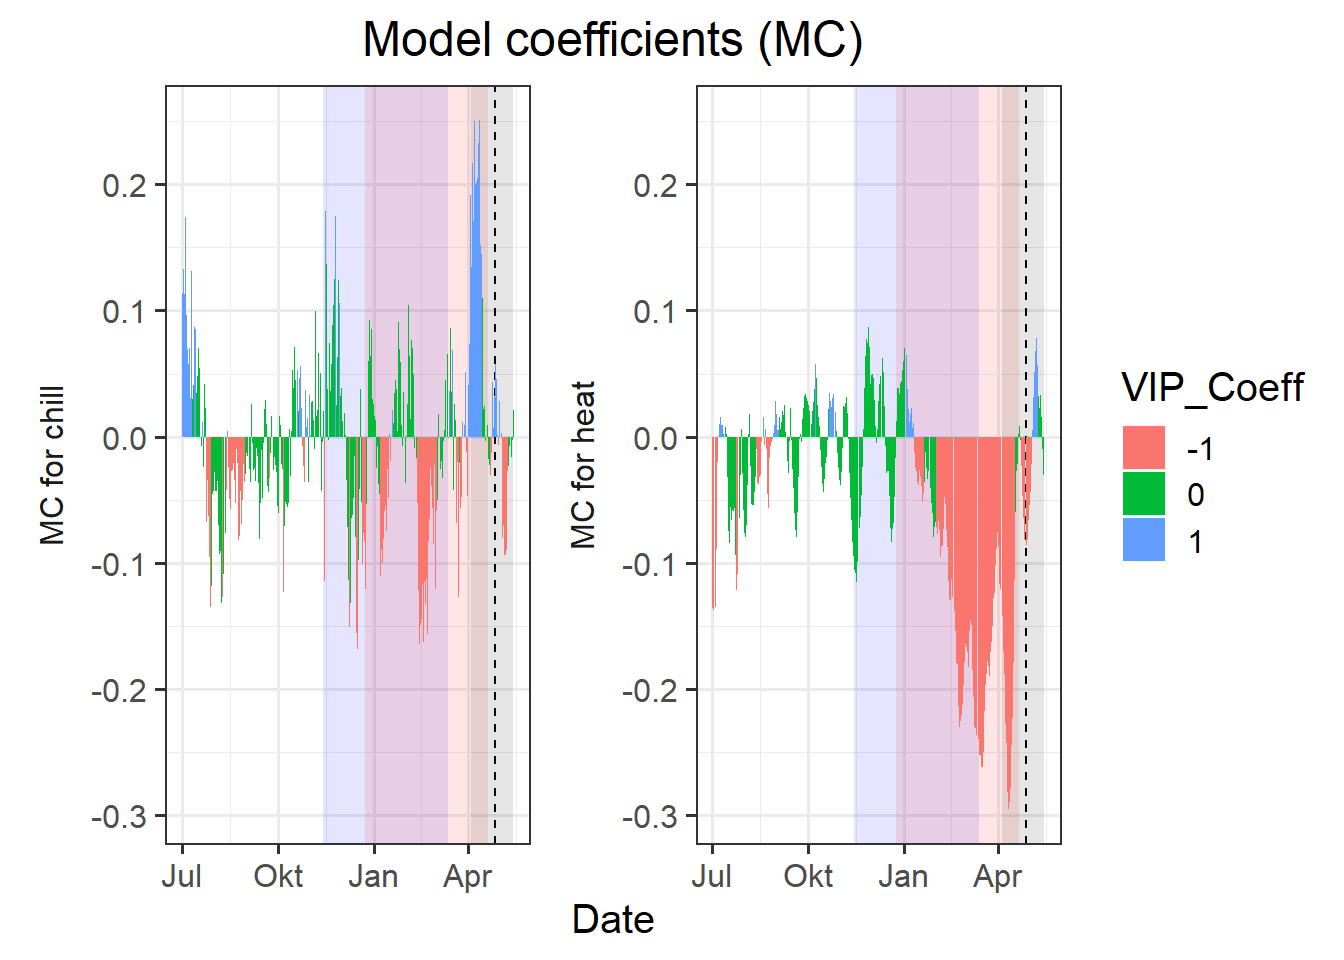 Model coefficients (MC)
MC for chill
0.2
0.1
0.0
-0.1
-0.2
-0.3
Jul Okt Jan Apr
MC for heat
0.2
0.1
0.0
-0.1
-0.2
-0.3
Jul Okt Jan Apr
Date
VIP_Coeff
-1
0
1